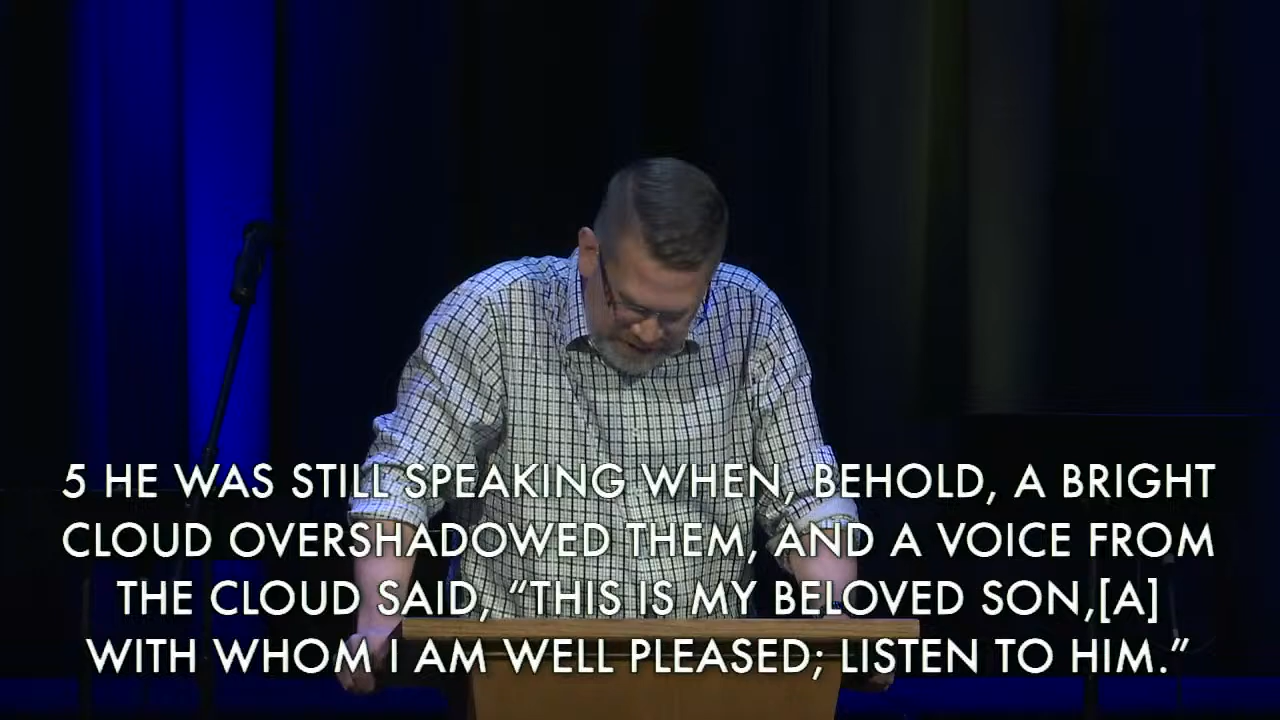 5 HE WAS STILL SPEAKING WHEN, BEHOLD, A BRIGHT
CLOUD OVERSHADOWED THEM, AND A VOICE FROM
THE CLOUD SAID, “THIS IS MY BELOVED SON,[A]
WITH WHOM I AM WELL PLEASED; LISTEN TO HIM.”